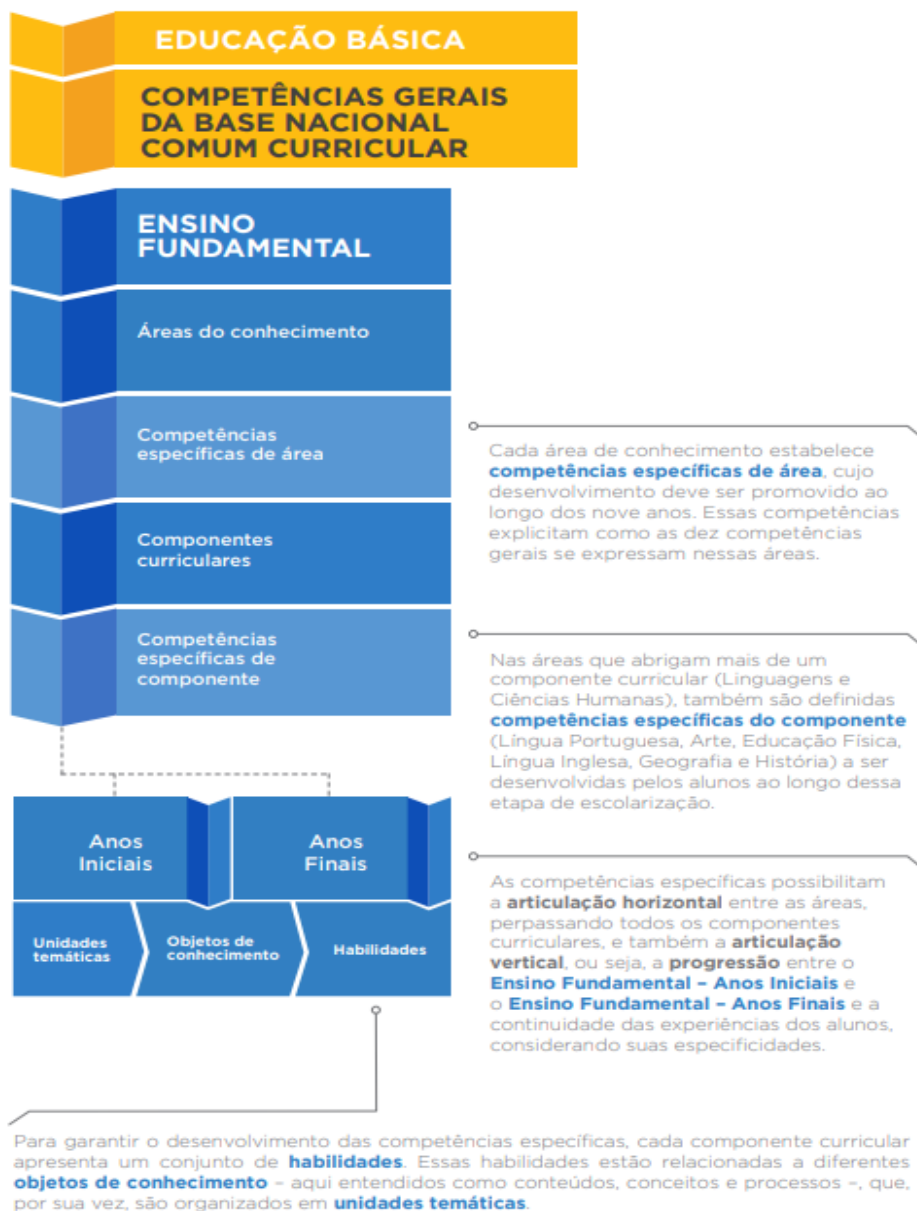 EDUCAÇÃO BÁSICA
COMPETÊNCIAS GERAIS
DA BASE NACIONAL
COMUM CURRICULAR
ENSINO
FUNDAMENTAL
Áreas do conhecimento
Competências
específicas de área
Cada área de conhecimento estabelece
competências específicas de área, cujo
desenvolvimento deve ser promovido ao
longo dos nove anos. Essas competências
explicitam como as dez competências
gerais se expressam nessas áreas.
Componentes
curriculares
Competências
específicas de
componente
Nas áreas que abrigam mais de um
componente curricular (Linguagens e
Ciências Humanas), também são definidas
competências específicas do componente
(Língua Portuguesa, Arte, Educação Física,
Língua Inglesa, Geografia e História) a ser
desenvolvidas pelos alunos ao longo dessa
etapa de escolarização.
Anos
Iniciais
Anos
Finais
Unidades
temáticas
Objetos de
conhecimento
Habilidades
As competências específicas possibilitam
a articulação horizontal entre as áreas,
perpassando todos os componentes
curriculares, e também a articulação
vertical, ou seja, a progressão entre o
Ensino Fundamental – Anos Iniciais e
o Ensino Fundamental – Anos Finais e a
continuidade das experiências dos alunos,
considerando suas especificidades.
Para garantir o desenvolvimento das competências específicas, cada componente curricular
apresenta um conjunto de habilidades. Essas habilidades estão relacionadas a diferentes
objetos de conhecimento – aqui entendidos como conteúdos, conceitos e processos –, que,
por sua vez, são organizados em unidades temáticas.